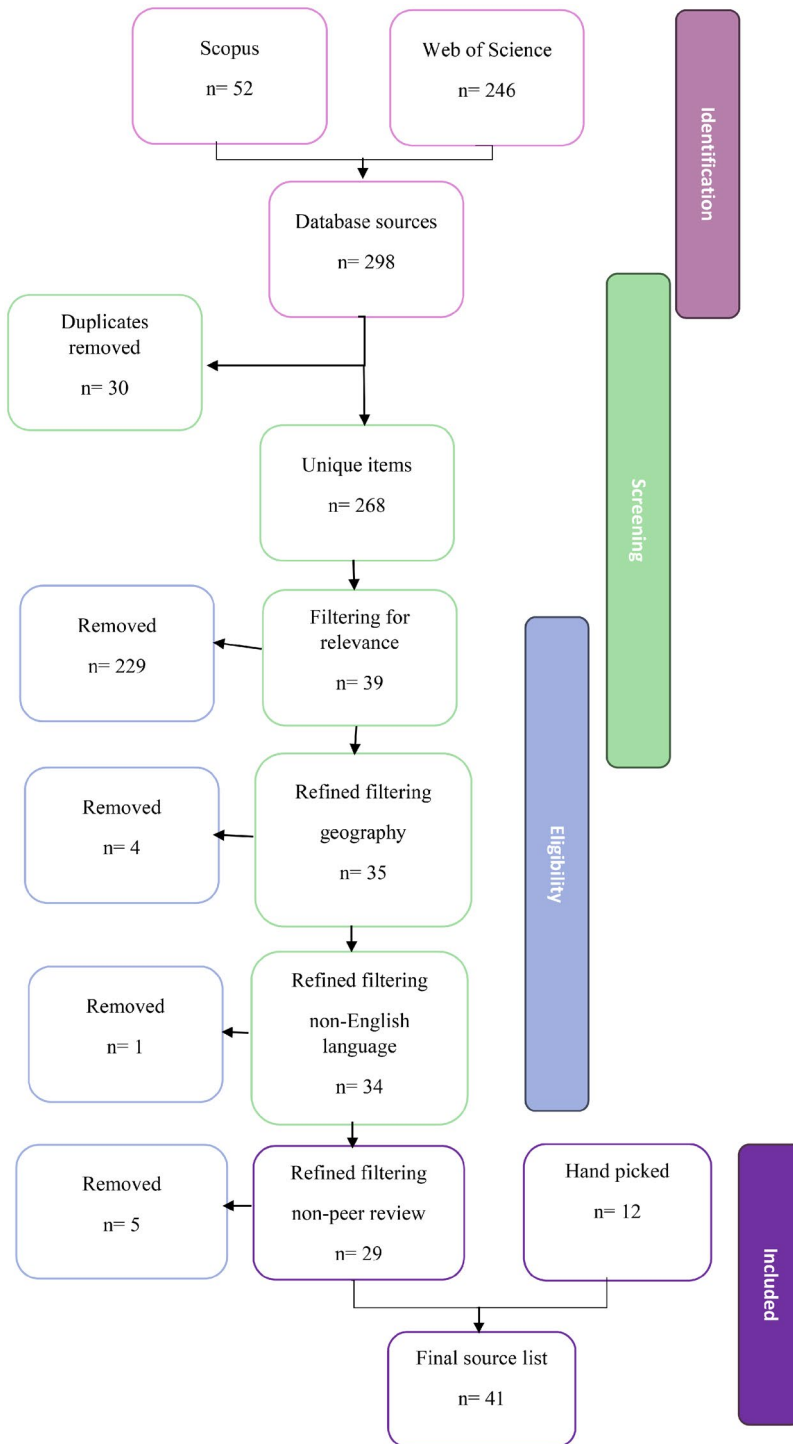 Scopus
n= 52
Web of Science
n= 246
Identification
Database sources
n= 298
Duplicates
removed
n= 30
Unique items
n= 268
Screening
Filtering for
relevance
n= 39
Removed
n= 229
Refined filtering
geography
n= 35
Removed
n= 4
Eligibility
Refined filtering
non-English
language
n= 34
Removed
n= 1
Refined filtering
non-peer review
n= 29
Removed
n= 5
Hand picked
n= 12
Included
Final source list
n= 41